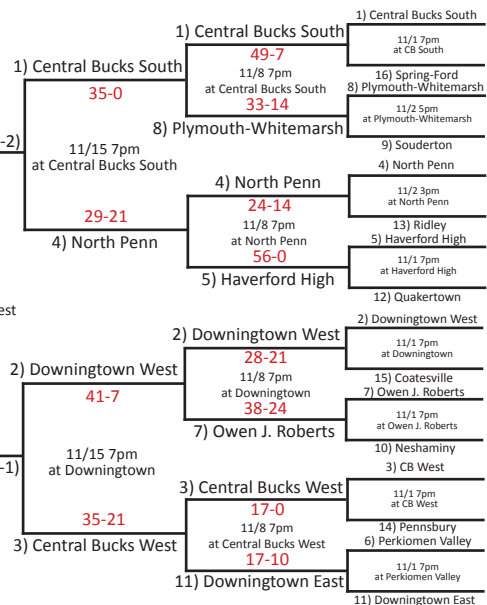 1) Central Bucks South
11/1 7pm
at CB South
16) Spring-Ford
1) Central Bucks South
49-7
11/8 7pm
at Central Bucks South
33-14
8) Plymouth-Whitemarsh
8) Plymouth-Whitemarsh
11/2 5pm
at Plymouth-Whitemarsh
9) Souderton
1) Central Bucks South
35-0
11/15 7pm
at Central Bucks South
-2)
29-21
4) North Penn
4) North Penn
11/2 3pm
at North Penn
13) Ridley
4) North Penn
24-14
11/8 7pm
at North Penn
56-0
5) Haverford High
5) Haverford High
11/1 7pm
at Haverford High
12) Quakertown
est
2) Downingtown West
11/1 7pm
at Downingtown
15) Coatesville
2) Downingtown West
28-21
11/8 7pm
at Downingtown
38-24
7) Owen J. Roberts
7) Owen J. Roberts
11/1 7pm
at Owen J. Roberts
10) Neshaminy
2) Downingtown West
41-7
11/15 7pm
at Downingtown
-1)
35-21
3) Central Bucks West
3) CB West
11/1 7pm
at CB West
14) Pennsbury
3) Central Bucks West
17-0
11/8 7pm
at Central Bucks West
17-10
11) Downingtown East
6) Perkiomen Valley
11/1 7pm
at Perkiomen Valley
11) Downingtown East